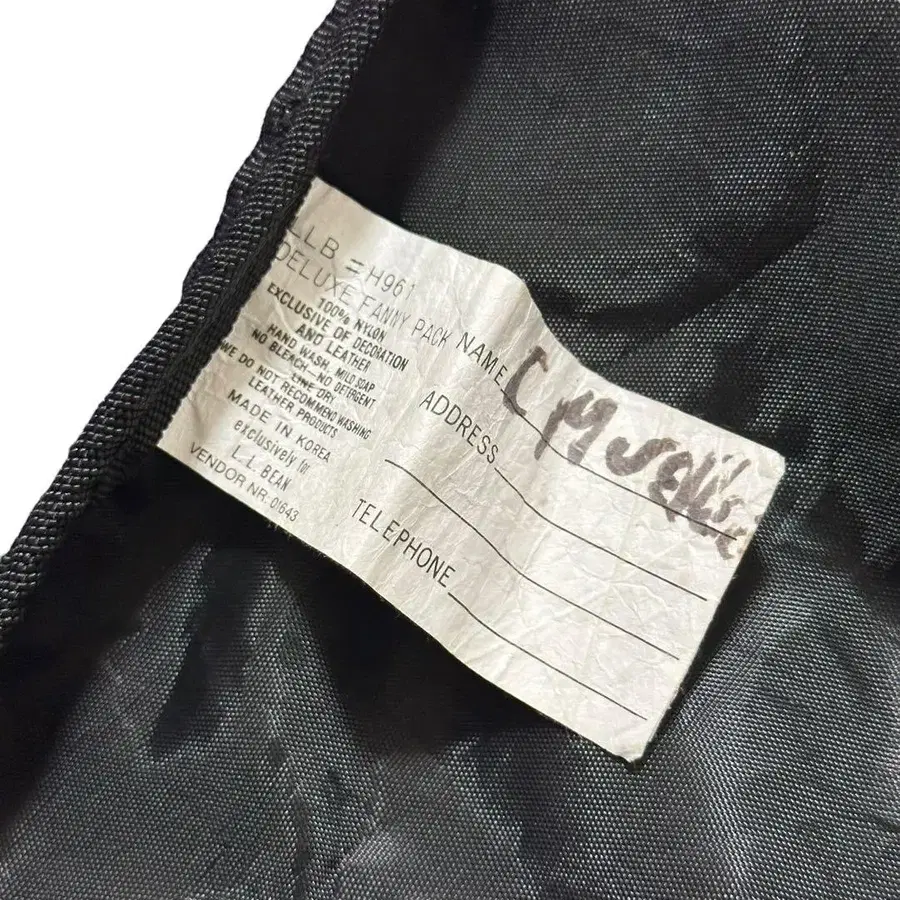 LLB #H961
DELUXE FANNY PACK
100% NYLON
EXCLUSIVE OF DECORATION
AND LEATHER
HAND WASH, MILD SOAP
NO BLEACH—NO DETERGENT
LINE DRY
WE DO NOT RECOMMEND WASHING
LEATHER PRODUCTS
MADE IN KOREA
exclusively for
L. L. BEAN
VENDOR NR. 01643
NAME C M
ADDRESS
TELEPHONE